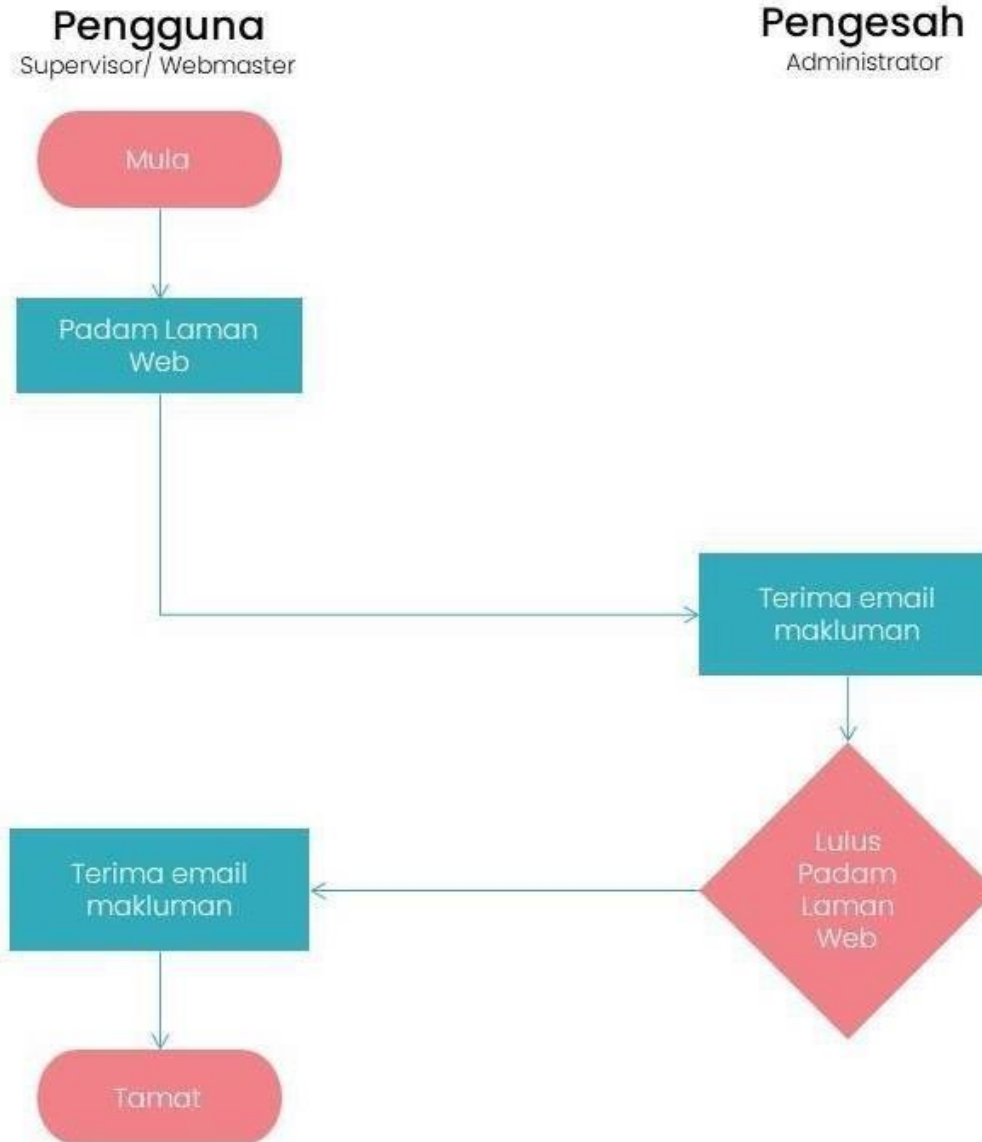 Pengguna
Supervisor/ Webmaster
Pengesah
Administrator
Mula
Padam Laman
Web
Terima email
makluman
Lulus
Padam
Laman
Web
Terima email
makluman
Tamat